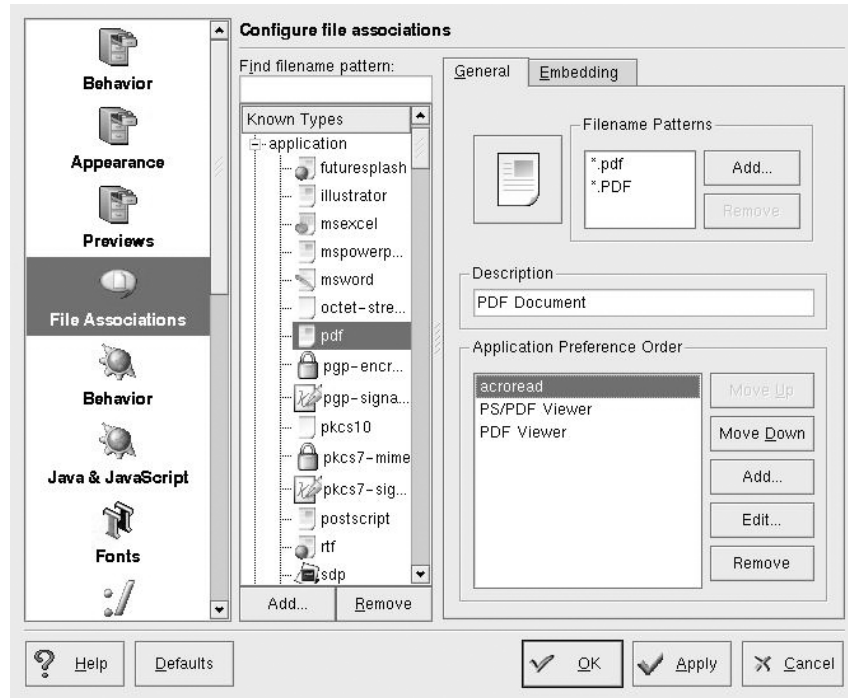 Configure file associations
Behavior
Appearance
Previews
File Associations
Behavior
Java & JavaScript
Fonts
Find filename pattern:
Known Types
application
futuresplash
illustrator
msexcel
mspowerp...
msword
octet-stre...
pdf
pgp-encr...
pgp-signa...
pkcs10
pkcs7-mime
pkcs7-sig...
postscript
rtf
sdp
Add...
Remove
General
Embedding
Filename Patterns
*.pdf
*.PDF
Add...
Remove
Description
PDF Document
Application Preference Order
acroread
PS/PDF Viewer
PDF Viewer
Move Up
Move Down
Add...
Edit...
Remove
Help
Defaults
OK
Apply
Cancel